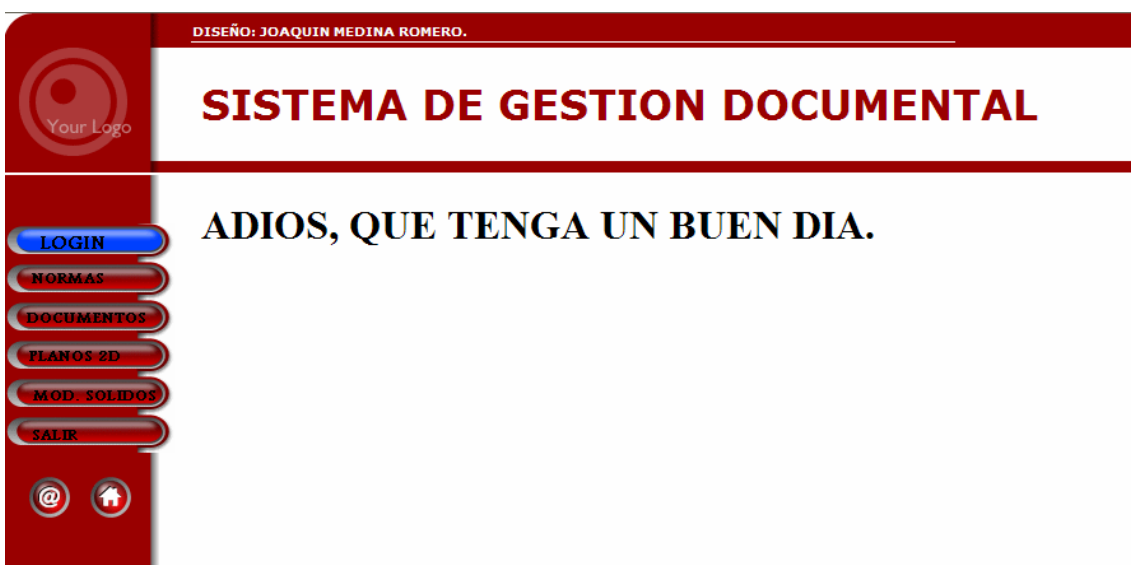 DISEÑO: JOAQUIN MEDINA ROMERO.
Your Logo
SISTEMA DE GESTION DOCUMENTAL
ADIOS, QUE TENGA UN BUEN DIA.
LOGIN
NORMAS
DOCUMENTOS
PLANOS 2D
MOD. SOLIDOS
SALIR
@